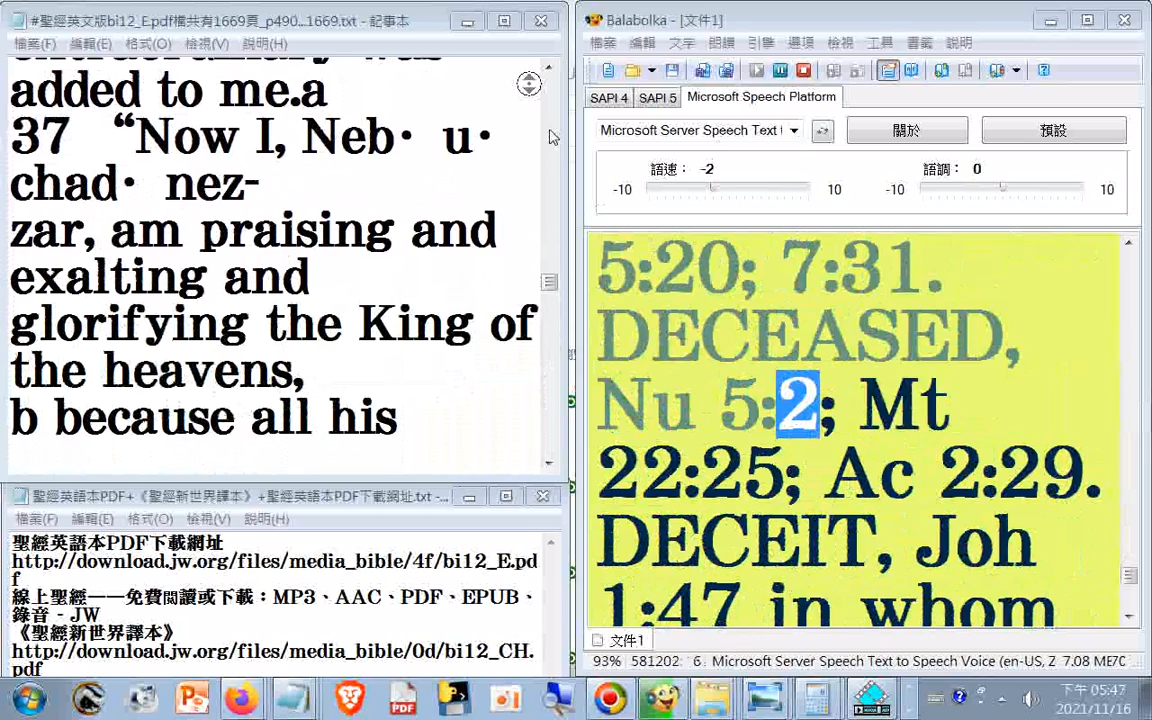 #聖經英文版bi12_E.pdf檔共有1669頁_p490...1669.txt - 記事本
檔案(F) 編輯(E) 格式(O) 檢視(V) 說明(H)
added to me.a
37 “Now I, Neb· u·
chad· nez-
zar, am praising and
exalting and
glorifying the King of
the heavens,
b because all his
聖經英語本PDF+《聖經新世界譯本》+聖經英語本PDF下載網址.txt -...
檔案(F) 編輯(E) 格式(O) 檢視(V) 說明(H)
聖經英語本PDF下載網址
http://download.jw.org/files/media_bible/4f/bi12_E.pd
f
線上聖經——免費閱讀或下載：MP3、AAC、PDF、EPUB、
錄音 - JW
《聖經新世界譯本》
http://download.jw.org/files/media_bible/0d/bi12_CH.
pdf
Balabolka - [文件1]
檔案 編輯 文字 朗讀 引擎 選項 檢視 工具 書籤 說明
SAPI 4 SAPI 5 Microsoft Speech Platform
Microsoft Server Speech Text 關於 預設
語速： -2 語調： 0
-10 10 -10 10
5:20; 7:31.
DECEASED,
Nu 5:2; Mt
22:25; Ac 2:29.
DECEIT, Joh
1:47 in whom
文件1
93% 581202: 6 Microsoft Server Speech Text to Speech Voice (en-US, Z 7.08 ME7C
下午 05:47
2021/11/16